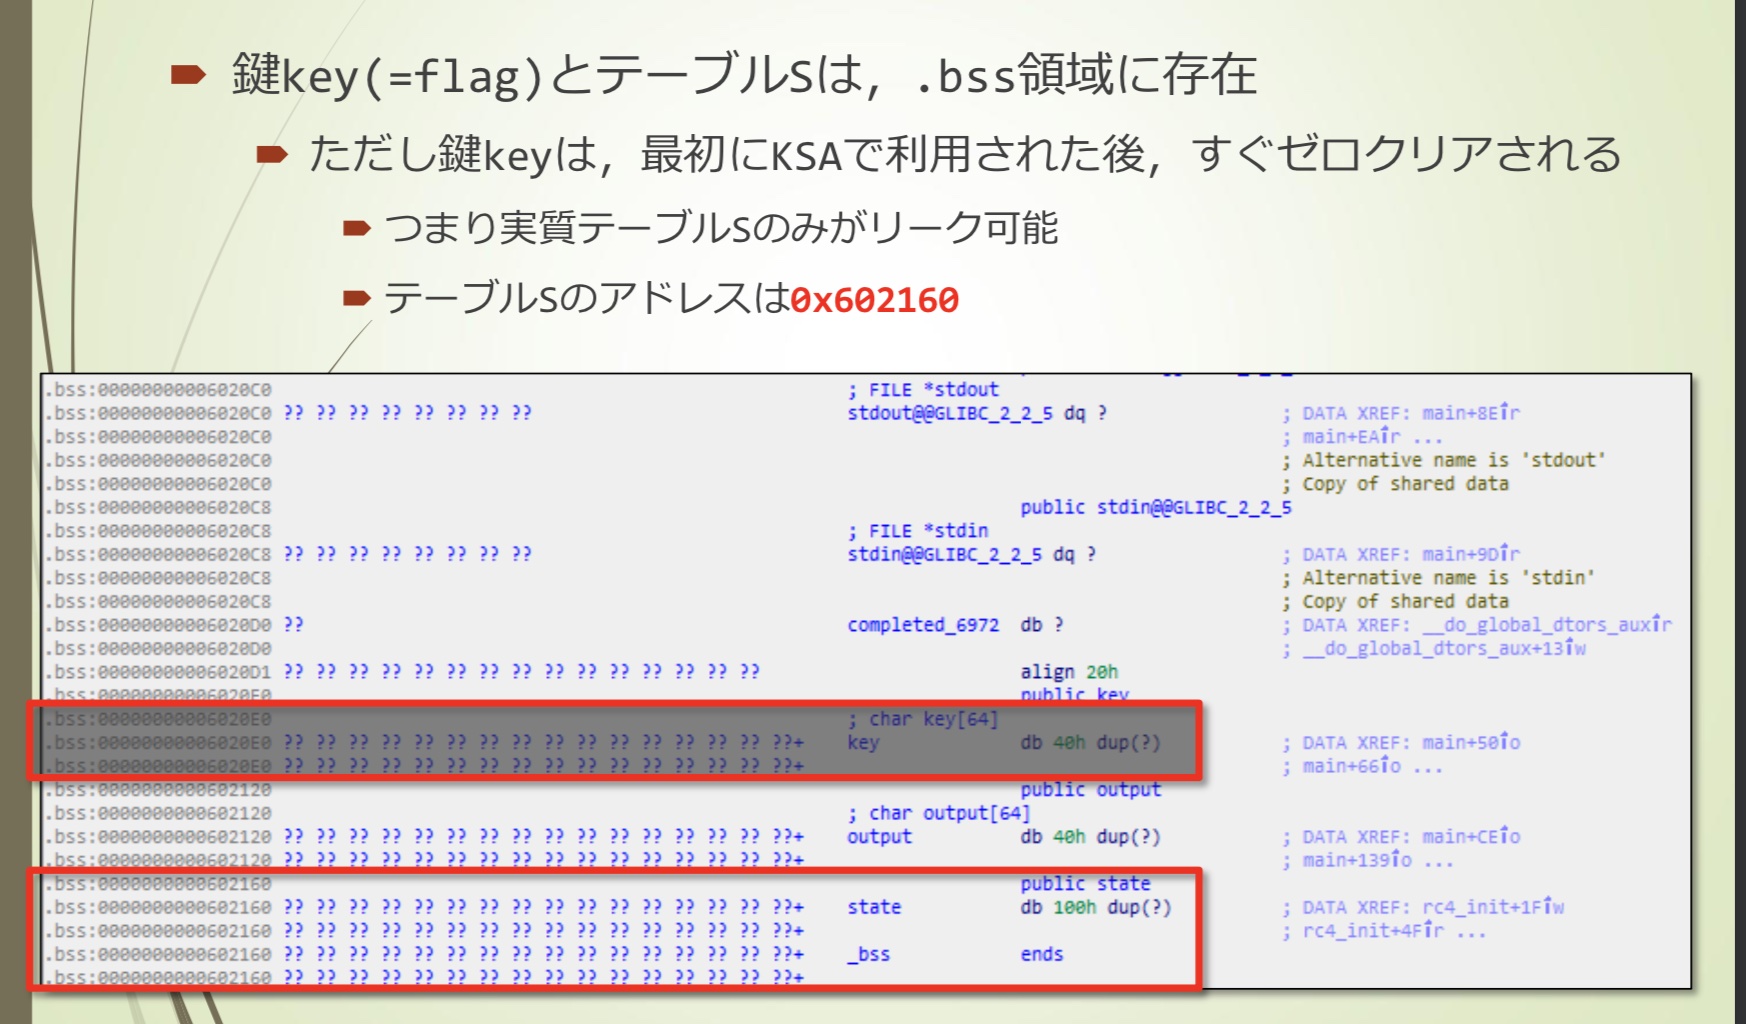 鍵key(=flag)とテーブルSは，.bss領域に存在
ただし鍵keyは，最初にKSAで利用された後，すぐゼロクリアされる
つまり実質テーブルSのみがリーク可能
テーブルSのアドレスは0x602160
.bss:00000000006020C0 ; FILE *stdout
.bss:00000000006020C0 ?? ?? ?? ?? ?? ?? ?? ?? stdout@@GLIBC_2_2_5 dq ? ; DATA XREF: main+8E↑r
.bss:00000000006020C0 ; main+EA↑r ...
.bss:00000000006020C0 ; Alternative name is 'stdout'
.bss:00000000006020C0 ; Copy of shared data
.bss:00000000006020C8 public stdin@@GLIBC_2_2_5
.bss:00000000006020C8 ; FILE *stdin
.bss:00000000006020C8 ?? ?? ?? ?? ?? ?? ?? ?? stdin@@GLIBC_2_2_5 dq ? ; DATA XREF: main+9D↑r
.bss:00000000006020C8 ; Alternative name is 'stdin'
.bss:00000000006020C8 ; Copy of shared data
.bss:00000000006020D0 ?? completed_6972 db ? ; DATA XREF: __do_global_dtors_aux↑r
.bss:00000000006020D0 ; __do_global_dtors_aux+13↑w
.bss:00000000006020D1 ?? ?? ?? ?? ?? ?? ?? ?? ?? ?? ?? ?? ?? ?? ?? align 20h
.bss:00000000006020E0 public key
.bss:00000000006020E0 ; char key[64]
.bss:00000000006020E0 ?? ?? ?? ?? ?? ?? ?? ?? ?? ?? ?? ?? ?? ?? ?? ??+ key db 40h dup(?) ; DATA XREF: main+50↑o
.bss:00000000006020E0 ?? ?? ?? ?? ?? ?? ?? ?? ?? ?? ?? ?? ?? ?? ?? ??+ ; main+66↑o ...
.bss:0000000000602120 public output
.bss:0000000000602120 ; char output[64]
.bss:0000000000602120 ?? ?? ?? ?? ?? ?? ?? ?? ?? ?? ?? ?? ?? ?? ?? ??+ output db 40h dup(?) ; DATA XREF: main+CE↑o
.bss:0000000000602120 ?? ?? ?? ?? ?? ?? ?? ?? ?? ?? ?? ?? ?? ?? ?? ??+ ; main+139↑o ...
.bss:0000000000602160 public state
.bss:0000000000602160 ?? ?? ?? ?? ?? ?? ?? ?? ?? ?? ?? ?? ?? ?? ?? ??+ state db 100h dup(?) ; DATA XREF: rc4_init+1F↑w
.bss:0000000000602160 ?? ?? ?? ?? ?? ?? ?? ?? ?? ?? ?? ?? ?? ?? ?? ??+ ; rc4_init+4F↑r ...
.bss:0000000000602160 ?? ?? ?? ?? ?? ?? ?? ?? ?? ?? ?? ?? ?? ?? ?? ??+ _bss ends
.bss:0000000000602160 ?? ?? ?? ?? ?? ?? ?? ?? ?? ?? ?? ?? ?? ?? ?? ??+